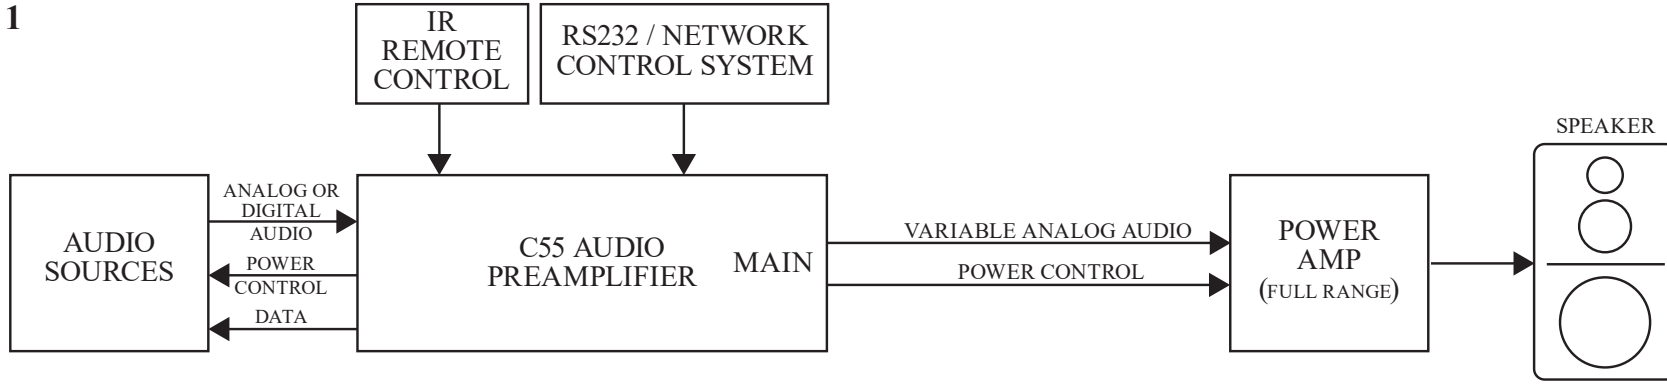 1
IR
REMOTE
CONTROL
RS232 / NETWORK
CONTROL SYSTEM
AUDIO
SOURCES
ANALOG OR
DIGITAL
AUDIO
POWER
CONTROL
DATA
C55 AUDIO
PREAMPLIFIER
MAIN
VARIABLE ANALOG AUDIO
POWER CONTROL
POWER
AMP
(FULL RANGE)
SPEAKER